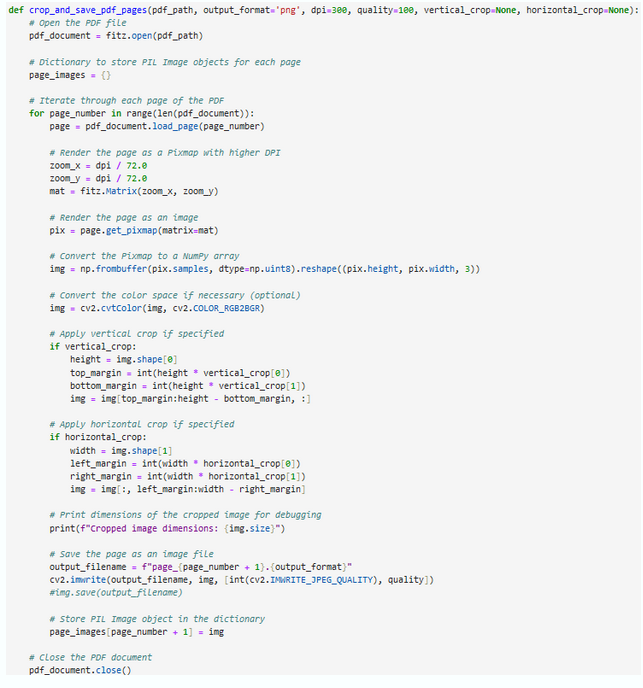 def crop_and_save_pdf_pages(pdf_path, output_format='png', dpi=300, quality=100, vertical_crop=None, horizontal_crop=None):
    # Open the PDF file
    pdf_document = fitz.open(pdf_path)

    # Dictionary to store PIL Image objects for each page
    page_images = {}

    # Iterate through each page of the PDF
    for page_number in range(len(pdf_document)):
        page = pdf_document.load_page(page_number)

        # Render the page as a Pixmap with higher DPI
        zoom_x = dpi / 72.0
        zoom_y = dpi / 72.0
        mat = fitz.Matrix(zoom_x, zoom_y)

        # Render the page as an image
        pix = page.get_pixmap(matrix=mat)

        # Convert the Pixmap to a NumPy array
        img = np.frombuffer(pix.samples, dtype=np.uint8).reshape((pix.height, pix.width, 3))

        # Convert the color space if necessary (optional)
        img = cv2.cvtColor(img, cv2.COLOR_RGB2BGR)

        # Apply vertical crop if specified
        if vertical_crop:
            height = img.shape[0]
            top_margin = int(height * vertical_crop[0])
            bottom_margin = int(height * vertical_crop[1])
            img = img[top_margin:height - bottom_margin, :]

        # Apply horizontal crop if specified
        if horizontal_crop:
            width = img.shape[1]
            left_margin = int(width * horizontal_crop[0])
            right_margin = int(width * horizontal_crop[1])
            img = img[:, left_margin:width - right_margin]

        # Print dimensions of the cropped image for debugging
        print(f"Cropped image dimensions: {img.size}")

        # Save the page as an image file
        output_filename = f"page_{page_number + 1}.{output_format}"
        cv2.imwrite(output_filename, img, [int(cv2.IMWRITE_JPEG_QUALITY), quality])
        #img.save(output_filename)

        # Store PIL Image object in the dictionary
        page_images[page_number + 1] = img

    # Close the PDF document
    pdf_document.close()